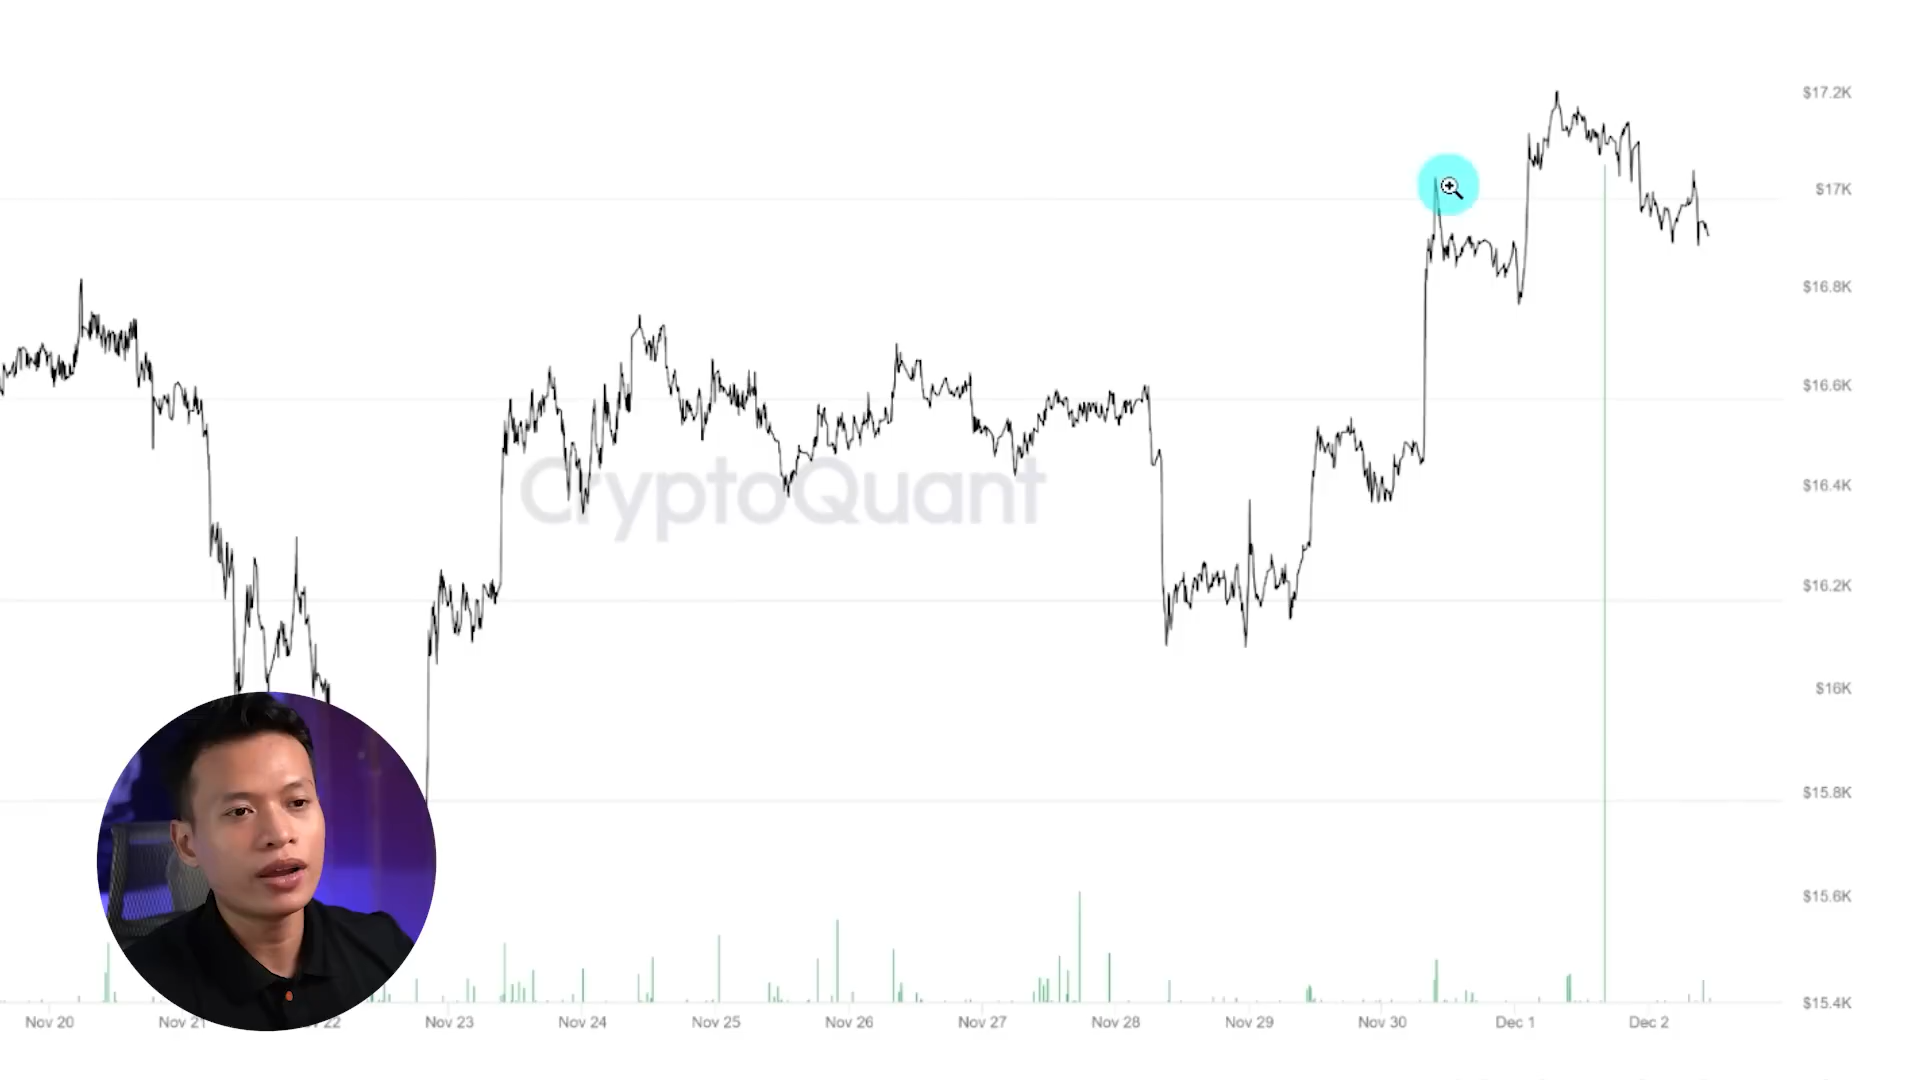 $17.2K
$17K
$16.8K
$16.6K
CryptoQuant
$16.4K
$16.2K
$16K
$15.8K
$15.6K
$15.4K
Nov 20 Nov 21 22 Nov 23 Nov 24 Nov 25 Nov 26 Nov 27 Nov 28 Nov 29 Nov 30 Dec 1 Dec 2